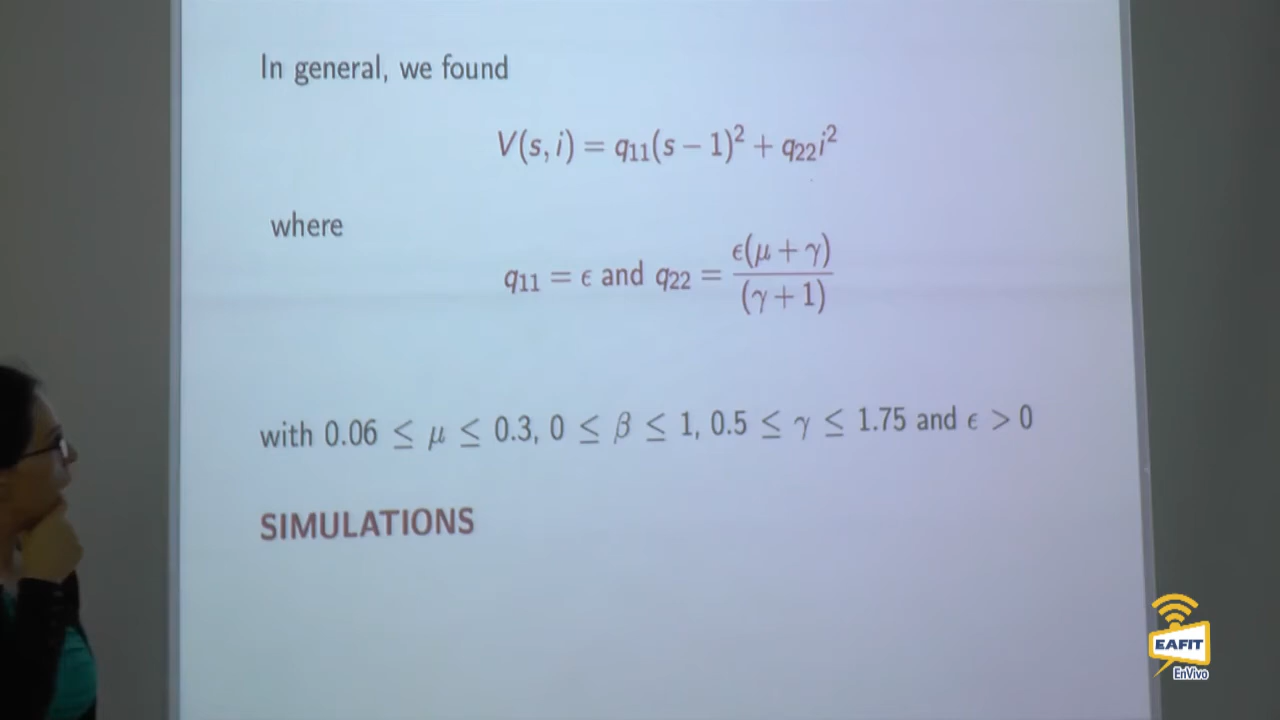 In general, we found
V(s, i) = q₁₁(s − 1)² + q₂₂i²
where
q₁₁ = ϵ and q₂₂ = ϵ(μ + γ) / (γ + 1)
with 0.06 ≤ μ ≤ 0.3, 0 ≤ β ≤ 1, 0.5 ≤ γ ≤ 1.75 and ϵ > 0
SIMULATIONS
EAFIT
EnVivo